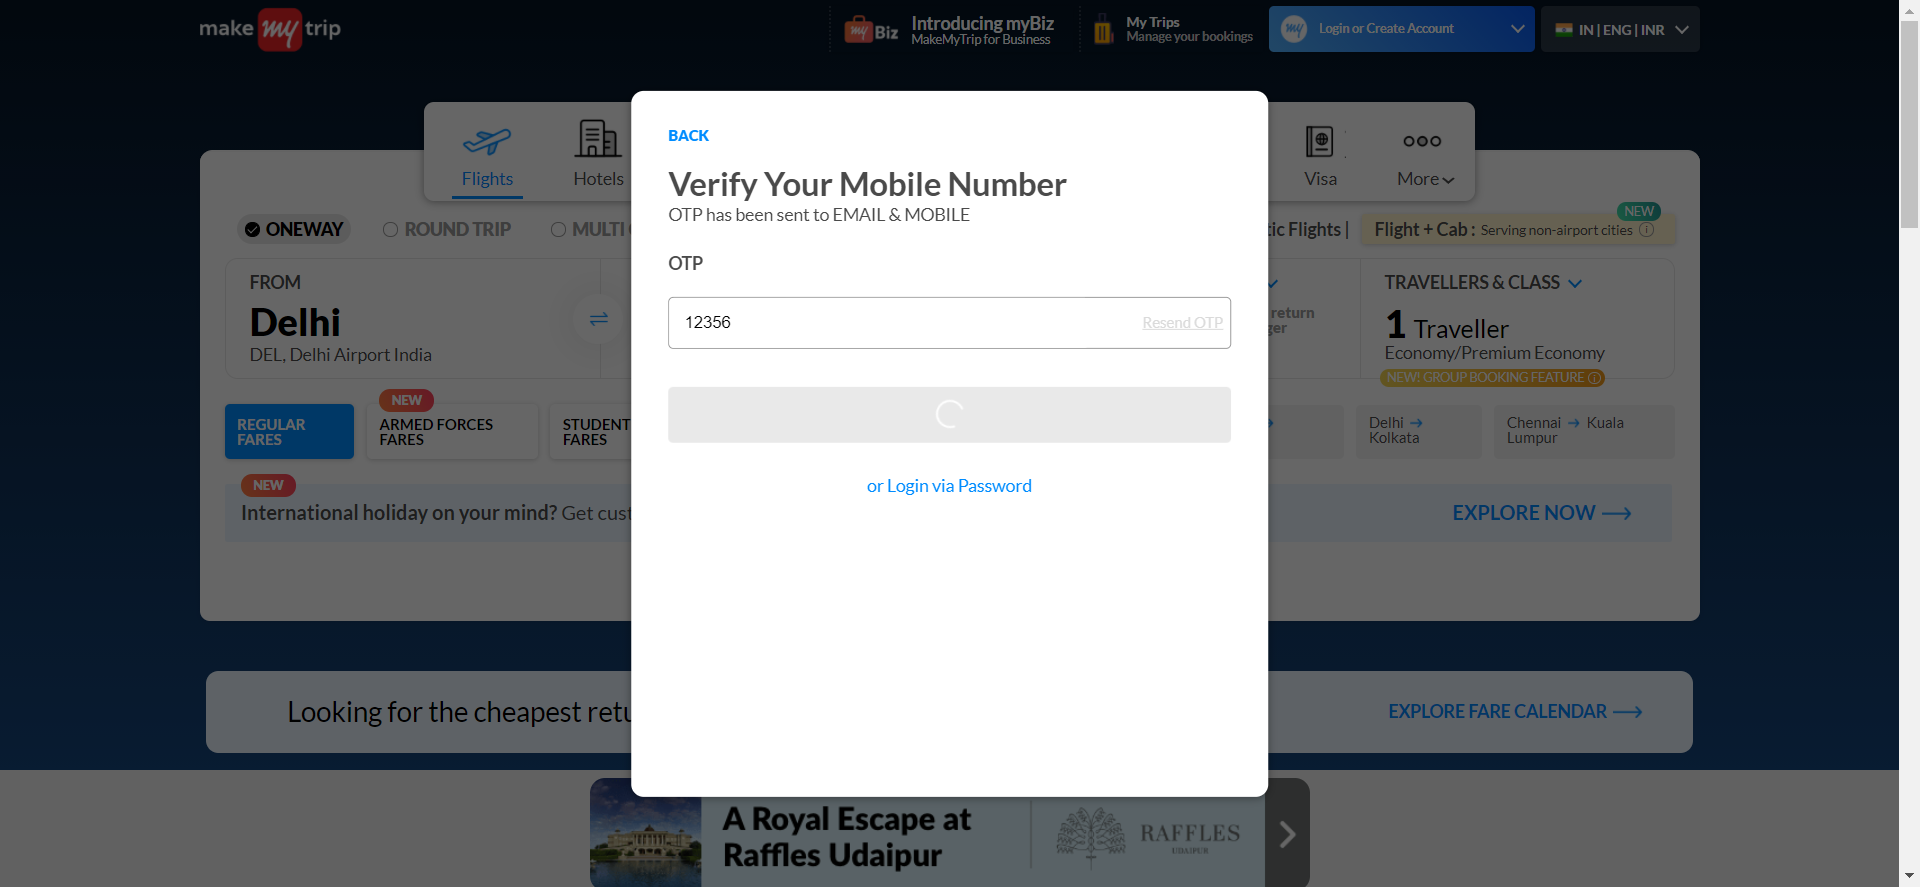 make my trip
my Biz
Introducing myBiz
MakeMyTrip for Business
My Trips
Manage your bookings
my
Login or Create Account
IN | ENG | INR
Flights
Hotels
Visa
More
BACK
Verify Your Mobile Number
OTP has been sent to EMAIL & MOBILE
OTP
12356
Resend OTP
or Login via Password
ONEWAY
ROUND TRIP
MULTI
tic Flights |
NEW
Flight + Cab : Serving non-airport cities
FROM
Delhi
DEL, Delhi Airport India
return
ger
TRAVELLERS & CLASS
1 Traveller
Economy/Premium Economy
NEW! GROUP BOOKING FEATURE
REGULAR
FARES
NEW
ARMED FORCES
FARES
STUDENT
FARES
Delhi → 
Kolkata
Chennai → Kuala
Lumpur
NEW
International holiday on your mind? Get cust
EXPLORE NOW
Looking for the cheapest retu
EXPLORE FARE CALENDAR
A Royal Escape at
Raffles Udaipur
RAFFLES
UDAIPUR